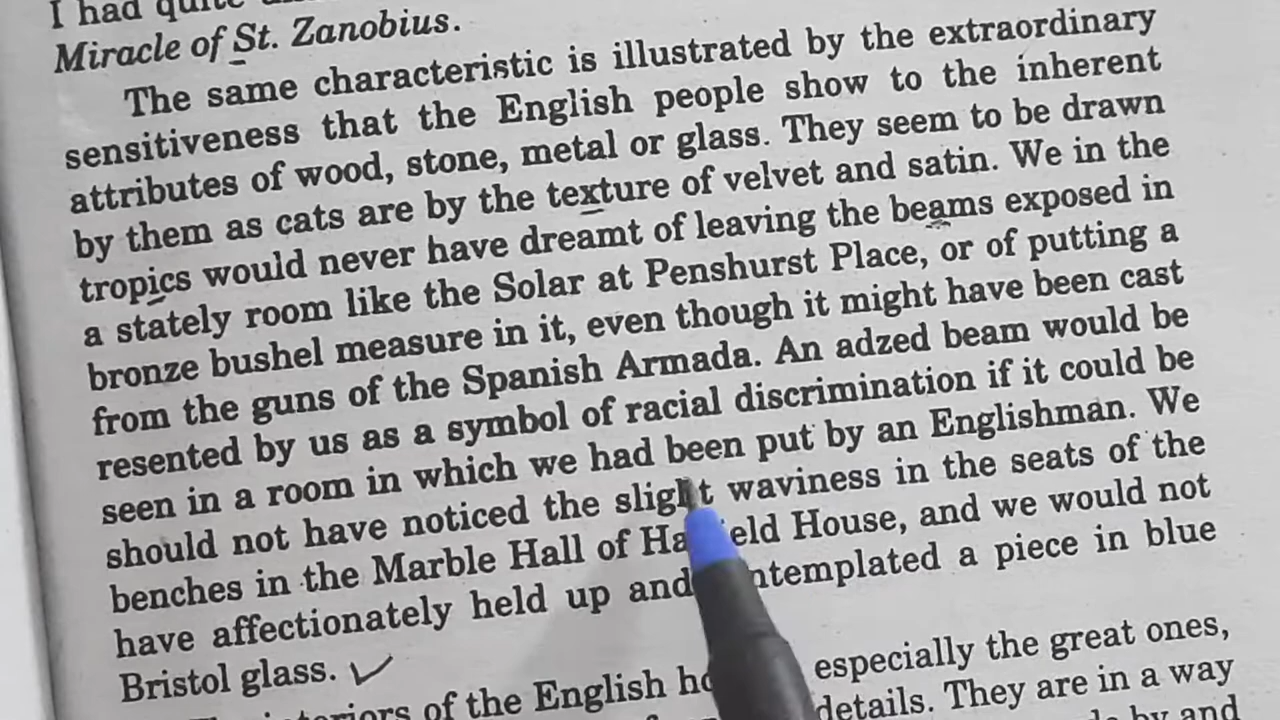 I had quite
Miracle of St. Zanobius.
The same characteristic is illustrated by the extraordinary
sensitiveness that the English people show to the inherent
attributes of wood, stone, metal or glass. They seem to be drawn
by them as cats are by the texture of velvet and satin. We in the
tropics would never have dreamt of leaving the beams exposed in
a stately room like the Solar at Penshurst Place, or of putting a
bronze bushel measure in it, even though it might have been cast
from the guns of the Spanish Armada. An adzed beam would be
resented by us as a symbol of racial discrimination if it could be
seen in a room in which we had been put by an Englishman. We
should not have noticed the slight waviness in the seats of the
benches in the Marble Hall of House, and we would not
have affectionately held up and contemplated a piece in blue
Bristol glass.
of the English especially the great ones,
details. They are in a way
by and